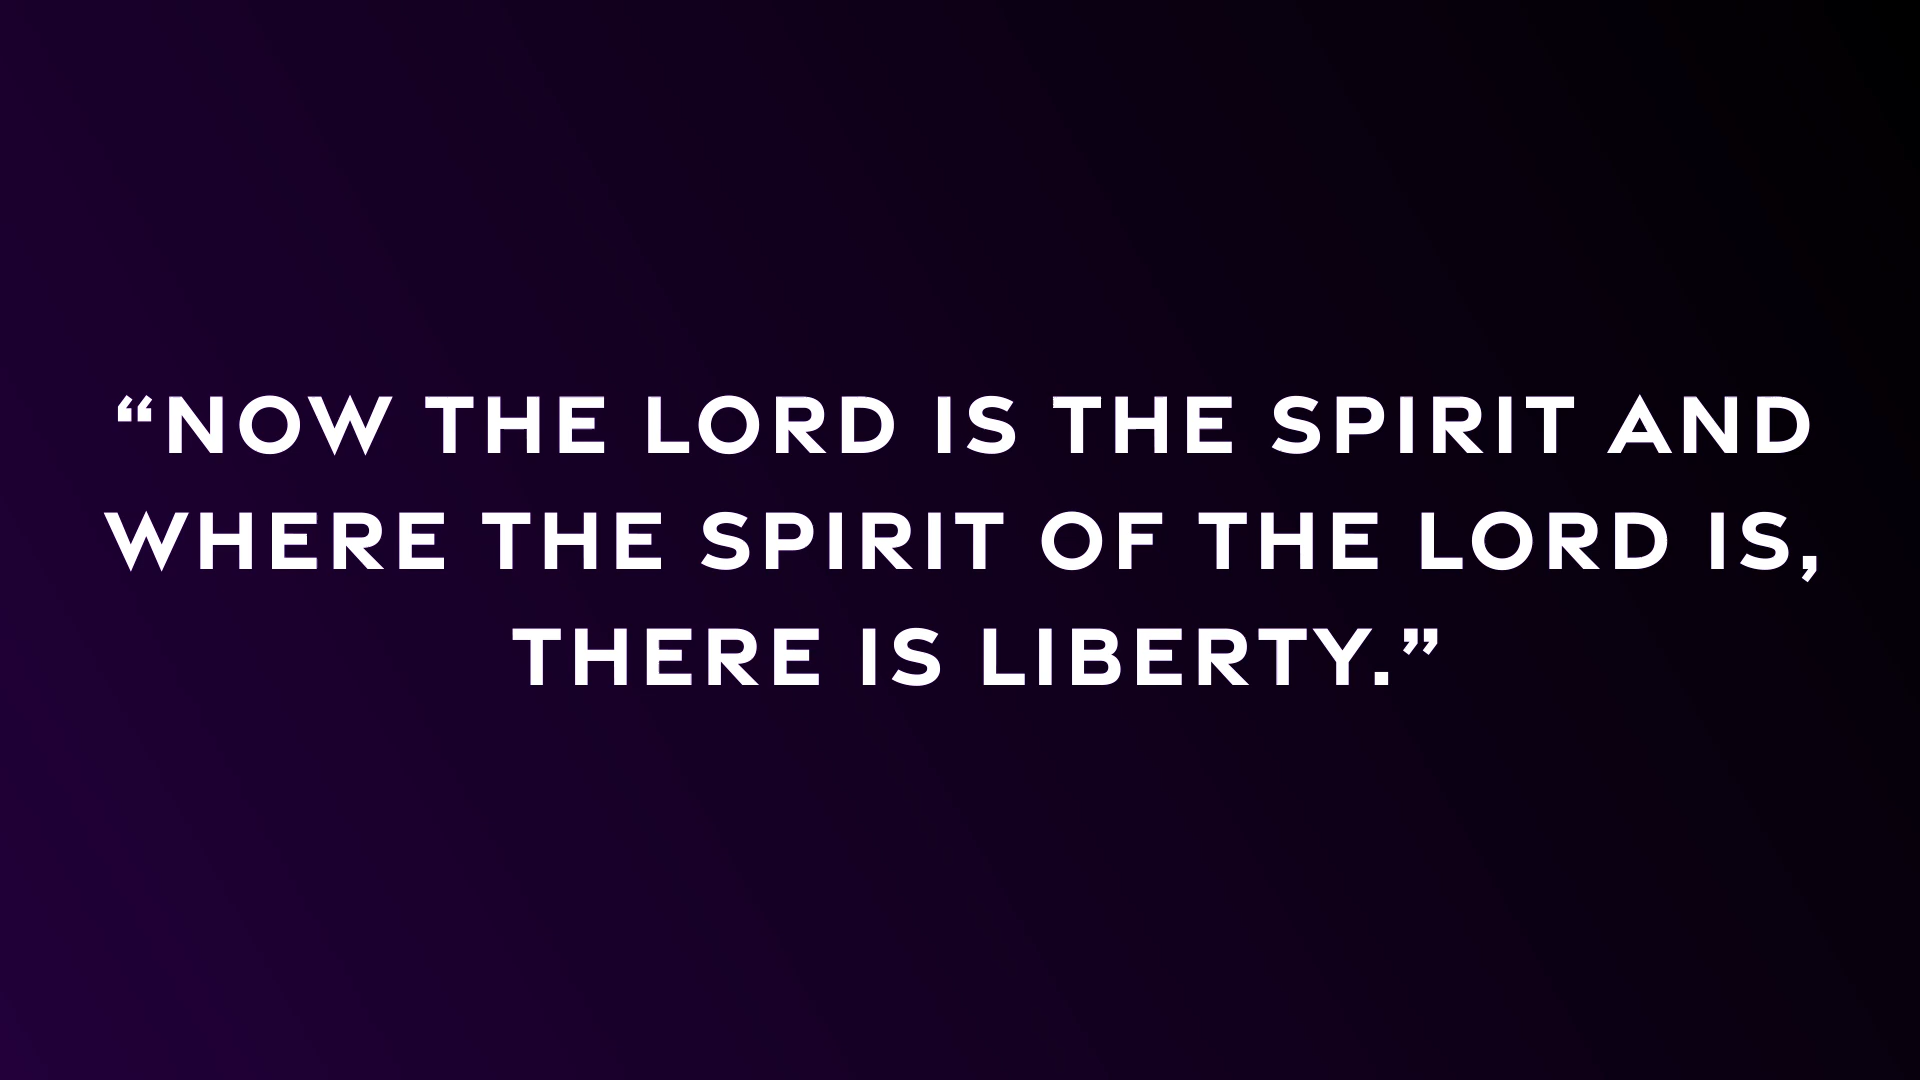 “NOW THE LORD IS THE SPIRIT AND
WHERE THE SPIRIT OF THE LORD IS,
THERE IS LIBERTY.”